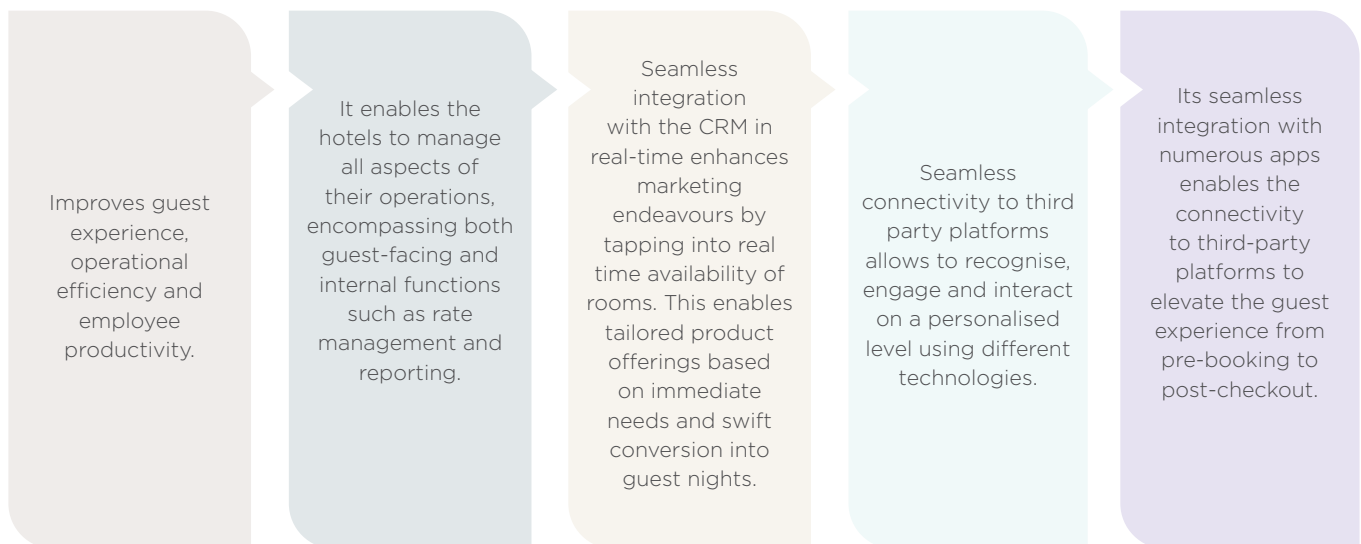 Improves guest
experience,
operational
efficiency and
employee
productivity.
It enables the
hotels to manage
all aspects of
their operations,
encompassing both
guest-facing and
internal functions
such as rate
management and
reporting.
Seamless
integration
with the CRM in
real-time enhances
marketing
endeavours by
tapping into real
time availability of
rooms. This enables
tailored product
offerings based
on immediate
needs and swift
conversion into
guest nights.
Seamless
connectivity to third
party platforms
allows to recognise,
engage and interact
on a personalised
level using different
technologies.
Its seamless
integration with
numerous apps
enables the
connectivity
to third-party
platforms to
elevate the guest
experience from
pre-booking to
post-checkout.